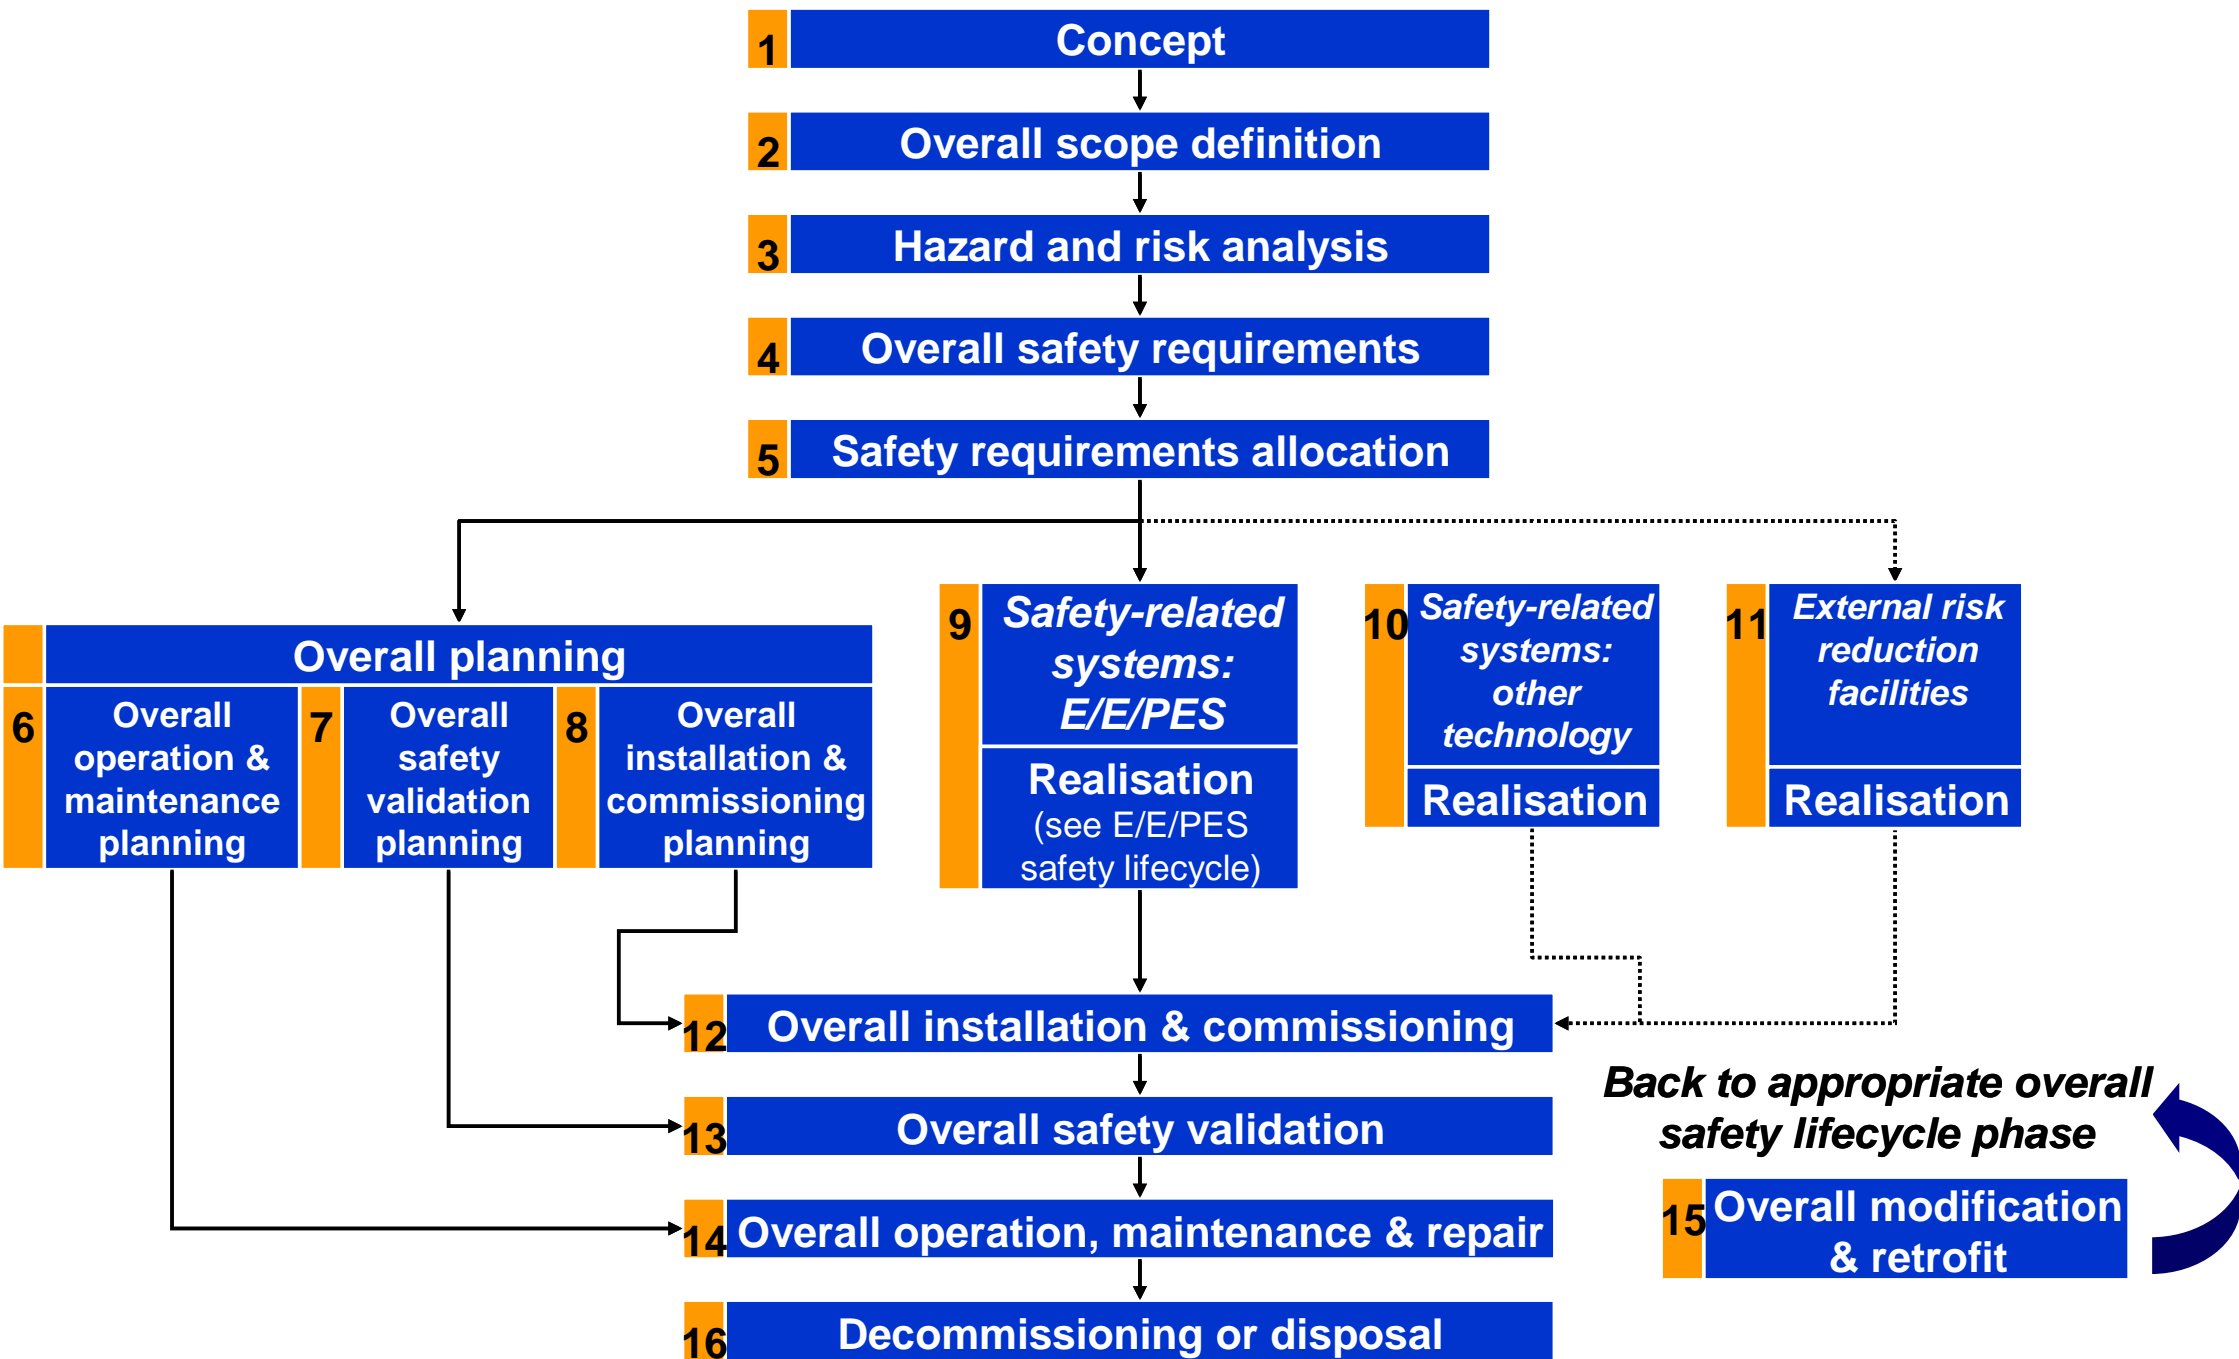 1
Concept
2
Overall scope definition
3
Hazard and risk analysis
4
Overall safety requirements
5
Safety requirements allocation
Overall planning
6
Overall
operation &
maintenance
planning
7
Overall
safety
validation
planning
8
Overall
installation &
commissioning
planning
9
Safety-related
systems:
E/E/PES
Realisation
(see E/E/PES
safety lifecycle)
10
Safety-related
systems:
other
technology
Realisation
11
External risk
reduction
facilities
Realisation
12
Overall installation & commissioning
13
Overall safety validation
14
Overall operation, maintenance & repair
Back to appropriate overall
safety lifecycle phase
15
Overall modification
& retrofit
16
Decommissioning or disposal